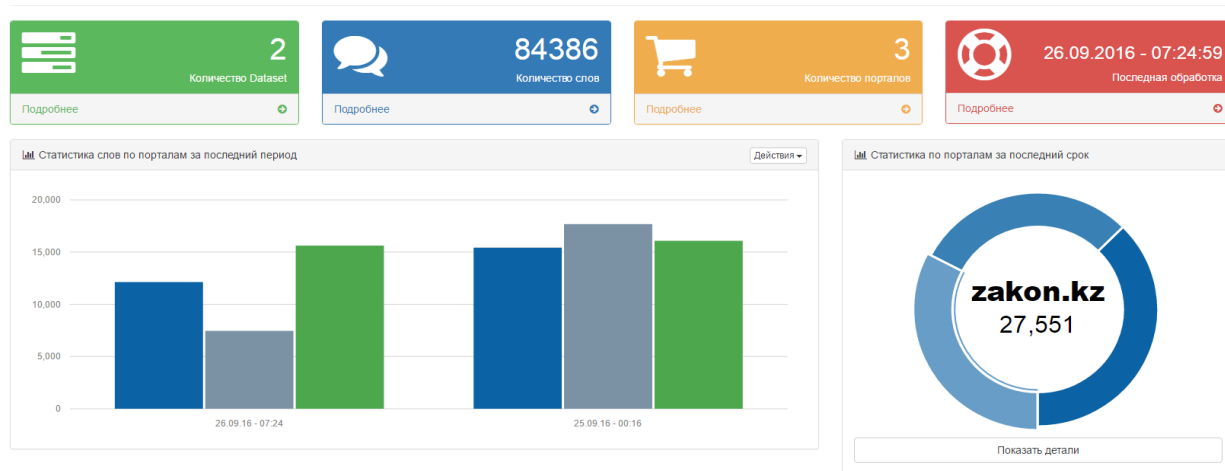 2
Количество Dataset
Подробнее
84386
Количество слов
Подробнее
3
Количество порталов
Подробнее
26.09.2016 - 07:24:59
Последная обработка
Подробнее
Статистика слов по порталам за последний период
Действия
20,000
15,000
10,000
5,000
0
26.09.16 - 07:24
25.09.16 - 00:16
Статистика по порталам за последний срок
zakon.kz
27,551
Показать детали